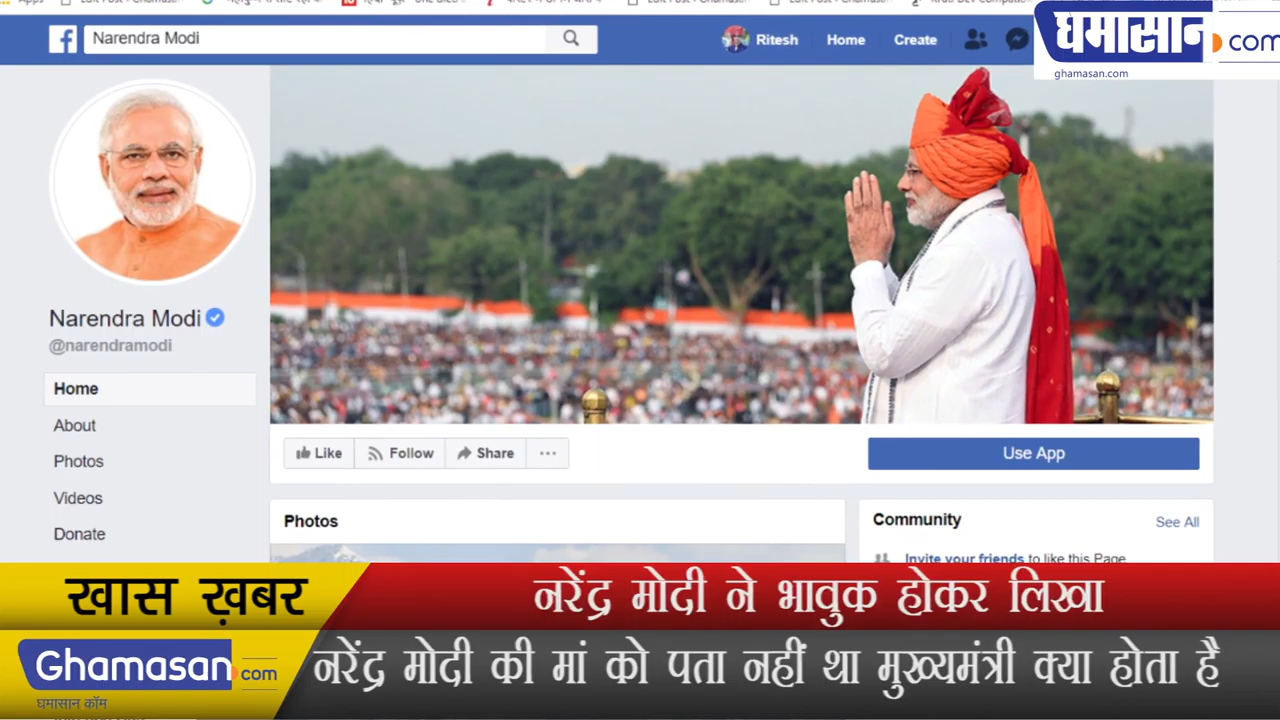 Narendra Modi
Ritesh
Home
Create
घमासान
com
ghamasan.com
Narendra Modi
@narendramodi
Home
About
Photos
Videos
Donate
Like
Follow
Share
Use App
Photos
Community
See All
Invite your friends to like this Page
खास ख़बर
नरेंद्र मोदी ने भावुक होकर लिखा
Ghamasan com
घमासान कॉम
नरेंद्र मोदी की मां को पता नहीं था मुख्यमंत्री क्या होता है